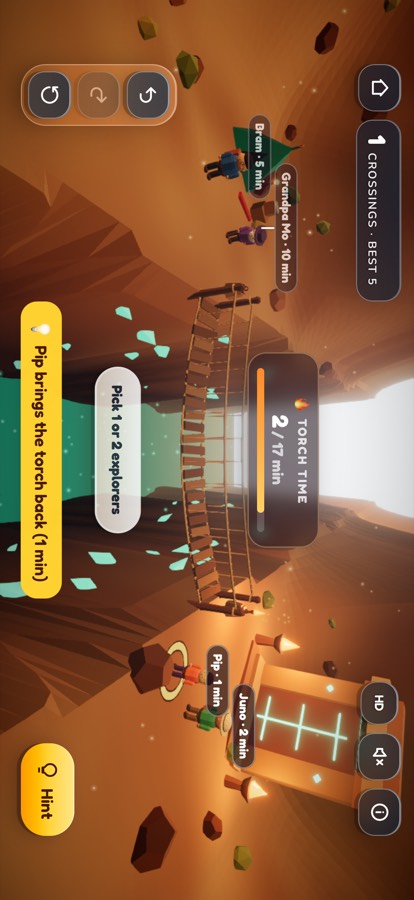 1 CROSSINGS · BEST 5
HD
🔥 TORCH TIME
2 / 17 min
Grandpa Mo · 10 min
Bram · 5 min
Juno · 2 min
Pip · 1 min
Pick 1 or 2 explorers
💡 Pip brings the torch back (1 min)
Hint